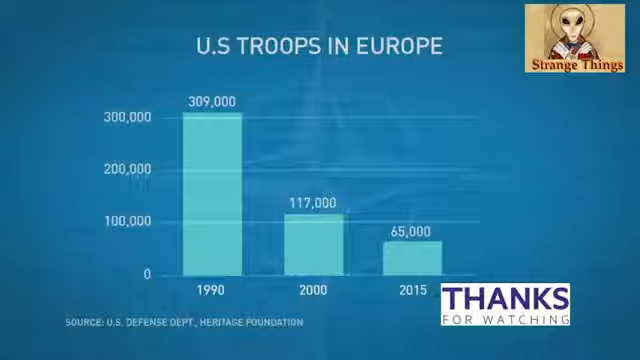 U.S TROOPS IN EUROPE
Strange Things
309,000
300,000
200,000
117,000
100,000
65,000
0
1990
2000
2015
THANKS
FOR WATCHING
SOURCE: U.S. DEFENSE DEPT., HERITAGE FOUNDATION